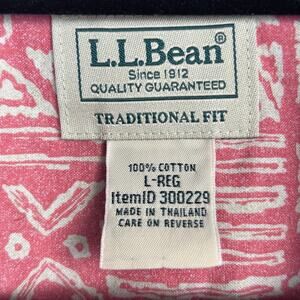 L.L.Bean®
Since 1912
QUALITY GUARANTEED
TRADITIONAL FIT
100% COTTON
L-REG
ItemID 300229
MADE IN THAILAND
CARE ON REVERSE